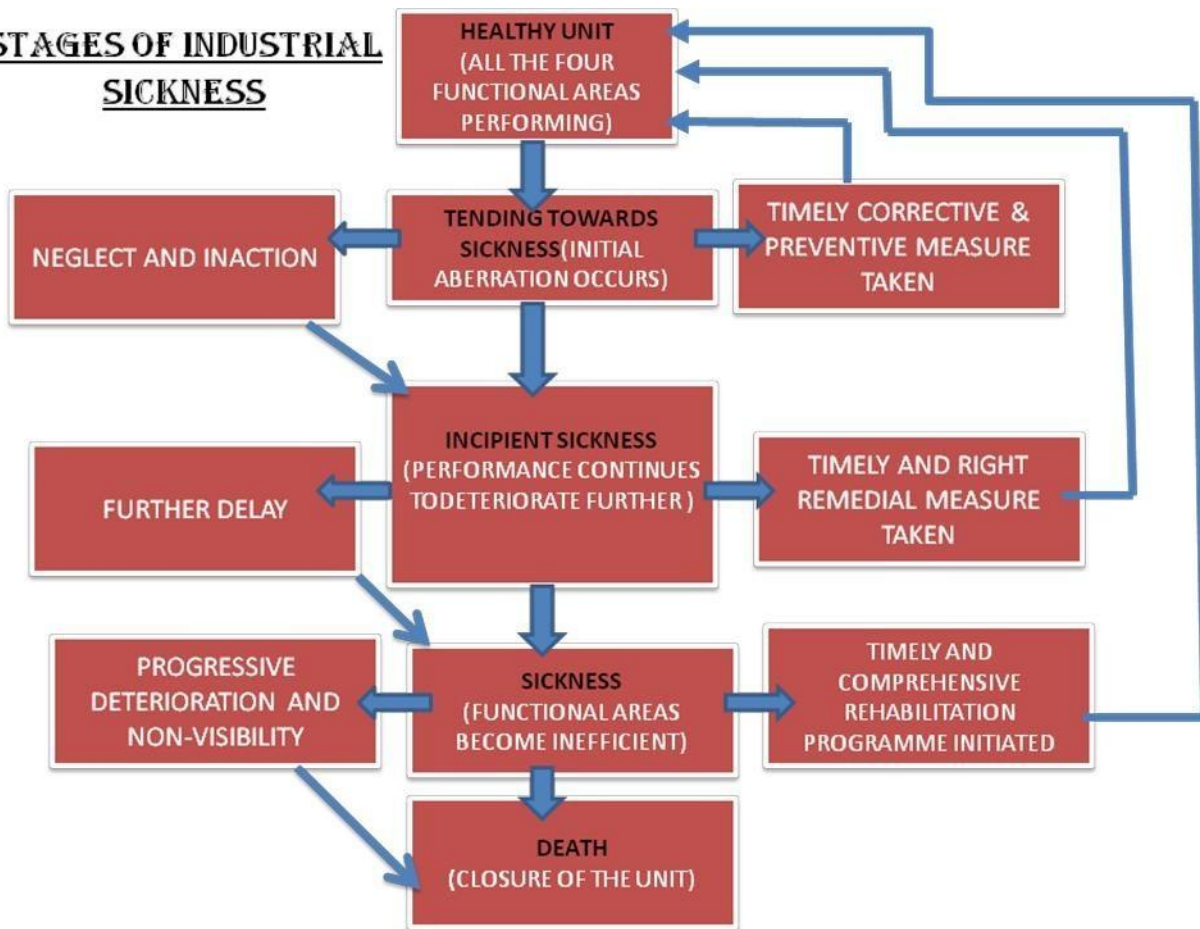 STAGES OF INDUSTRIAL
SICKNESS
HEALTHY UNIT
(ALL THE FOUR
FUNCTIONAL AREAS
PERFORMING)
TENDING TOWARDS
SICKNESS(INITIAL
ABERRATION OCCURS)
NEGLECT AND INACTION
TIMELY CORRECTIVE &
PREVENTIVE MEASURE
TAKEN
INCIPIENT SICKNESS
(PERFORMANCE CONTINUES
TODETERIORATE FURTHER )
FURTHER DELAY
TIMELY AND RIGHT
REMEDIAL MEASURE
TAKEN
SICKNESS
(FUNCTIONAL AREAS
BECOME INEFFICIENT)
PROGRESSIVE
DETERIORATION AND
NON-VISIBILITY
TIMELY AND
COMPREHENSIVE
REHABILITATION
PROGRAMME INITIATED
DEATH
(CLOSURE OF THE UNIT)